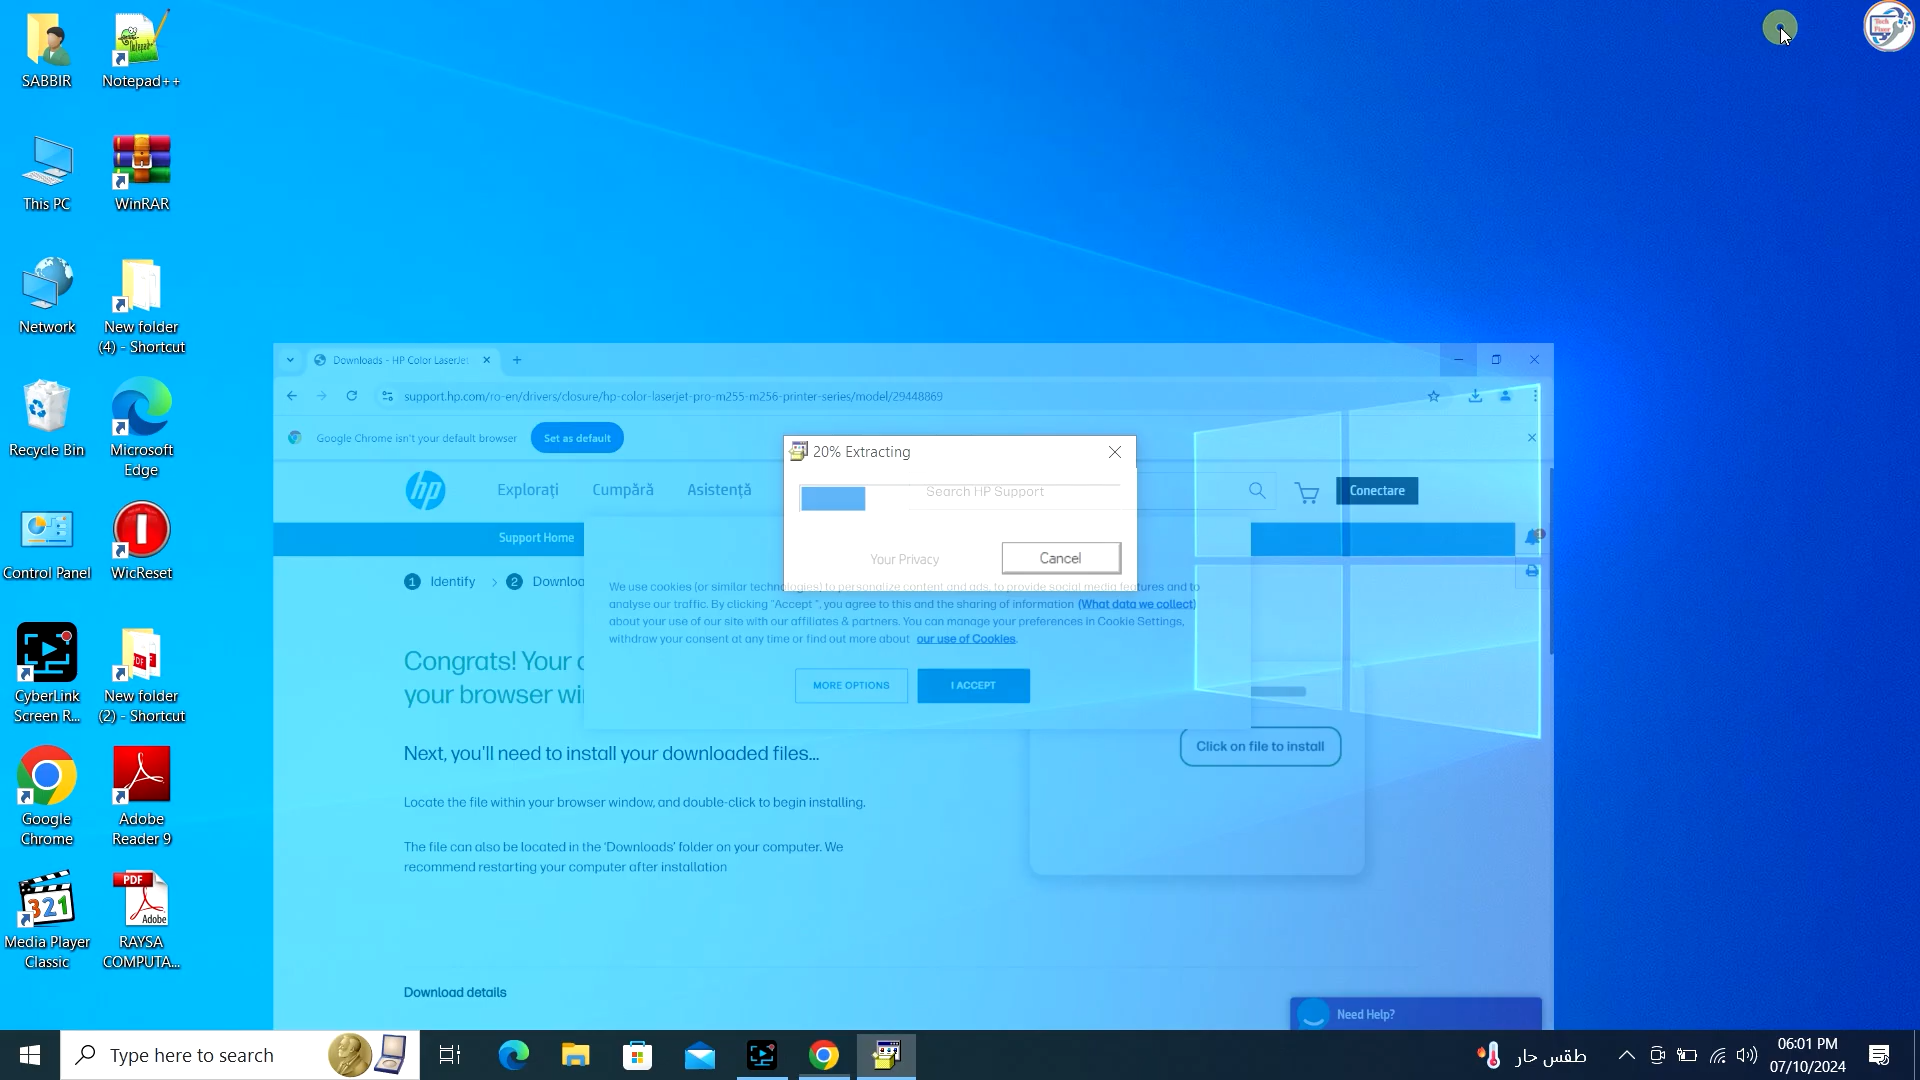 SABBIR
Notepad++
This PC
WinRAR
Network
New folder
(4) - Shortcut
Recycle Bin
Microsoft
Edge
Control Panel
WicReset
CyberLink
Screen R...
New folder
(2) - Shortcut
Google
Chrome
Adobe
Reader 9
321
Media Player
Classic
PDF
Adobe
RAYSA
COMPUTA...
Tech
Fixer
Downloads - HP Color LaserJet
support.hp.com/ro-en/drivers/closure/hp-color-laserjet-pro-m255-m256-printer-series/model/29448869
Google Chrome isn't your default browser
Set as default
20% Extracting
hp
Explorați
Cumpără
Asistență
Search HP Support
Conectare
Support Home
Your Privacy
Cancel
1 Identify
2 Downloa
We use cookies (or similar technologies) to personalize content and ads, to provide social media features and to
analyse our traffic. By clicking "Accept", you agree to this and the sharing of information (What data we collect)
about your use of our site with our affiliates & partners. You can manage your preferences in Cookie Settings,
withdraw your consent at any time or find out more about our use of Cookies.
MORE OPTIONS
I ACCEPT
Congrats! Your
your browser wi
Next, you'll need to install your downloaded files...
Click on file to install
Locate the file within your browser window, and double-click to begin installing.
The file can also be located in the 'Downloads' folder on your computer. We
recommend restarting your computer after installation
Download details
Need Help?
Type here to search
طقس حار
06:01 PM
07/10/2024